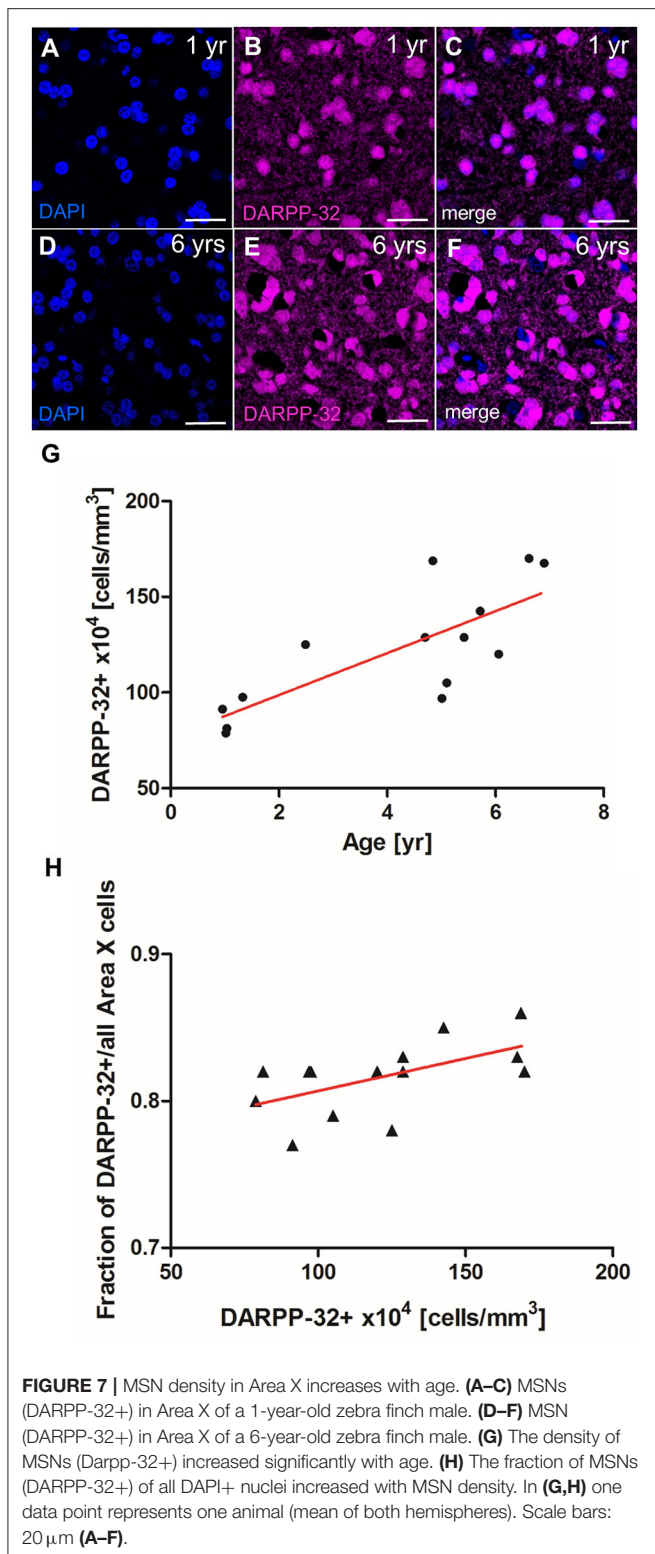 A 1 yr B 1 yr C 1 yr
DAPI DARPP-32 merge
D 6 yrs E 6 yrs F 6 yrs
DAPI DARPP-32 merge
G
200
150
100
50
DARPP-32+ x10⁴ [cells/mm³]
0 2 4 6 8
Age [yr]
H
0.9
0.8
0.7
Fraction of DARPP-32+/all Area X cells
50 100 150 200
DARPP-32+ x10⁴ [cells/mm³]
FIGURE 7 | MSN density in Area X increases with age. (A–C) MSNs
(DARPP-32+) in Area X of a 1-year-old zebra finch male. (D–F) MSN
(DARPP-32+) in Area X of a 6-year-old zebra finch male. (G) The density of
MSNs (Darpp-32+) increased significantly with age. (H) The fraction of MSNs
(DARPP-32+) of all DAPI+ nuclei increased with MSN density. In (G,H) one
data point represents one animal (mean of both hemispheres). Scale bars:
20 μm (A–F).